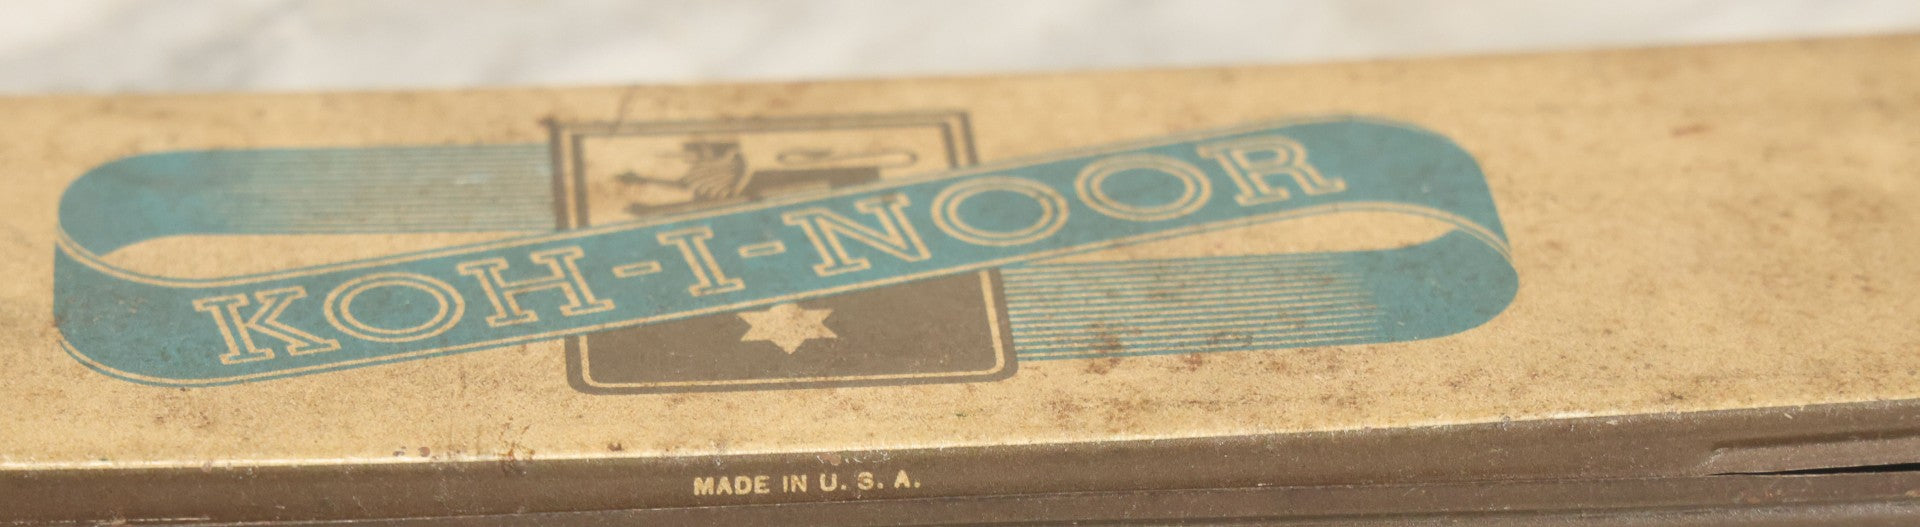 KOH-I-NOOR
MADE IN U. S. A.